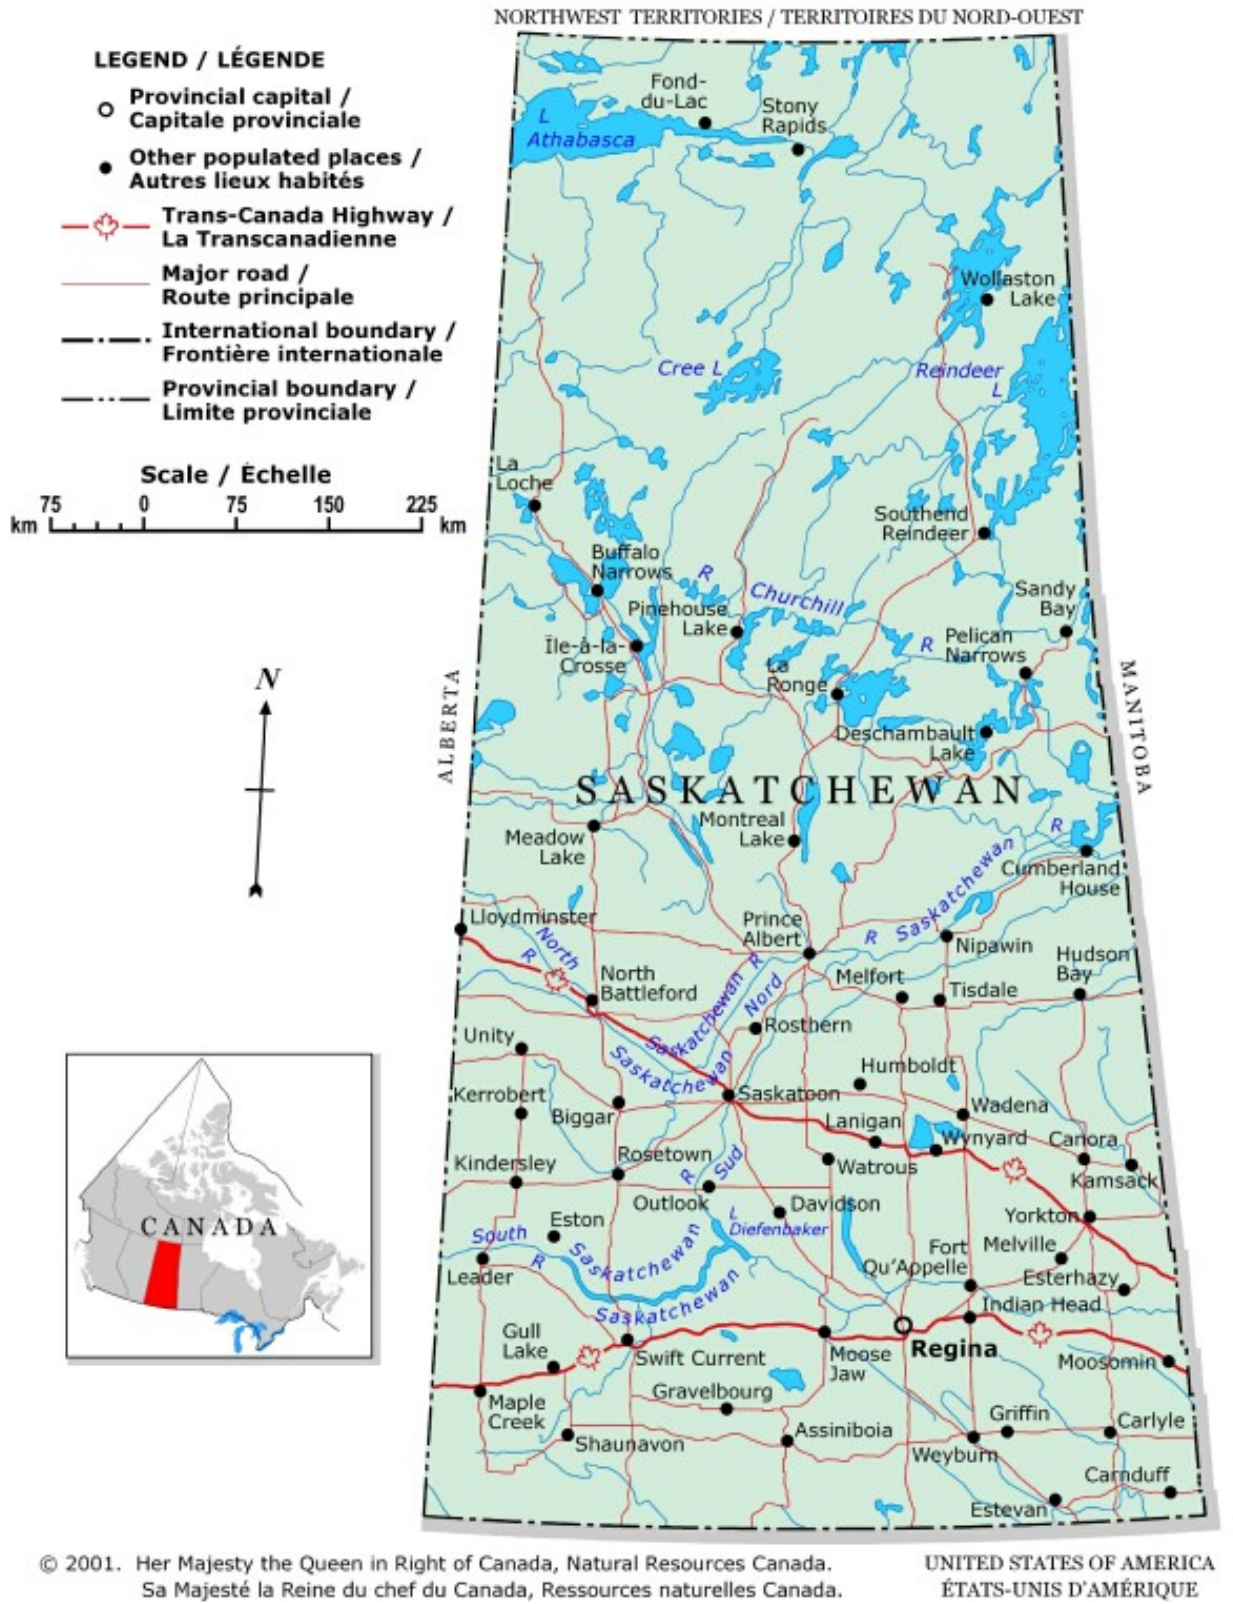 NORTHWEST TERRITORIES / TERRITOIRES DU NORD-OUEST
LEGEND / LÉGENDE
Provincial capital /
Capitale provinciale
Other populated places /
Autres lieux habités
Trans-Canada Highway /
La Transcanadienne
Major road /
Route principale
International boundary /
Frontière internationale
Provincial boundary /
Limite provinciale
Scale / Échelle
75 0 75 150 225
km km
N
Fond-
du-Lac
Stony
Rapids
L
Athabasca
Wollaston
Lake
Cree L
Reindeer
L
La
Loche
Southend
Reindeer
Buffalo
Narrows
R
Churchill
Sandy
Bay
Pinehouse
Lake
R
Pelican
Narrows
Île-à-la-
Crosse
La
Ronge
Deschambault
Lake
ALBERTA
MANITOBA
SASKATCHEWAN
Montreal
Lake
Meadow
Lake
R
Saskatchewan
R
Cumberland
House
Lloydminster
North
R
Prince
Albert
Nipawin
Hudson
Bay
North
Battleford
Saskatchewan
R
Nord
Melfort
Tisdale
Rosthern
Unity
Saskatchewan
Humboldt
Kerrobert
Biggar
Saskatoon
Wadena
Lanigan
Wynyard
Canora
Kindersley
Rosetown
R
Sud
Watrous
Kamsack
Outlook
Davidson
L
Diefenbaker
Yorkton
Eston
South
R
Saskatchewan
Saskatchewan
Leader
Fort
Qu'Appelle
Melville
Esterhazy
Indian Head
Gull
Lake
Swift Current
Moose
Jaw
Regina
Moosomin
Maple
Creek
Gravelbourg
Shaunavon
Assiniboia
Griffin
Carlyle
Weyburn
Carnduff
Estevan
CANADA
© 2001. Her Majesty the Queen in Right of Canada, Natural Resources Canada.
Sa Majesté la Reine du chef du Canada, Ressources naturelles Canada.
UNITED STATES OF AMERICA
ÉTATS-UNIS D'AMÉRIQUE